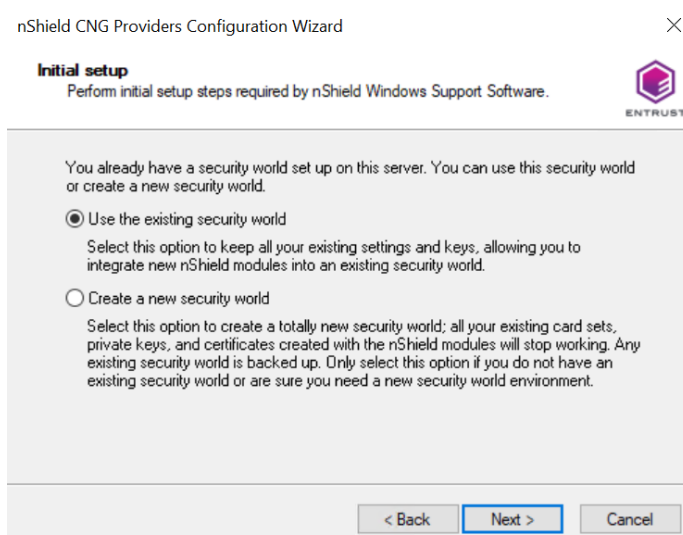 nShield CNG Providers Configuration Wizard
Initial setup
Perform initial setup steps required by nShield Windows Support Software.
ENTRUST
You already have a security world set up on this server. You can use this security world
or create a new security world.
Use the existing security world
Select this option to keep all your existing settings and keys, allowing you to
integrate new nShield modules into an existing security world.
Create a new security world
Select this option to create a totally new security world; all your existing card sets,
private keys, and certificates created with the nShield modules will stop working. Any
existing security world is backed up. Only select this option if you do not have an
existing security world or are sure you need a new security world environment.
< Back Next > Cancel